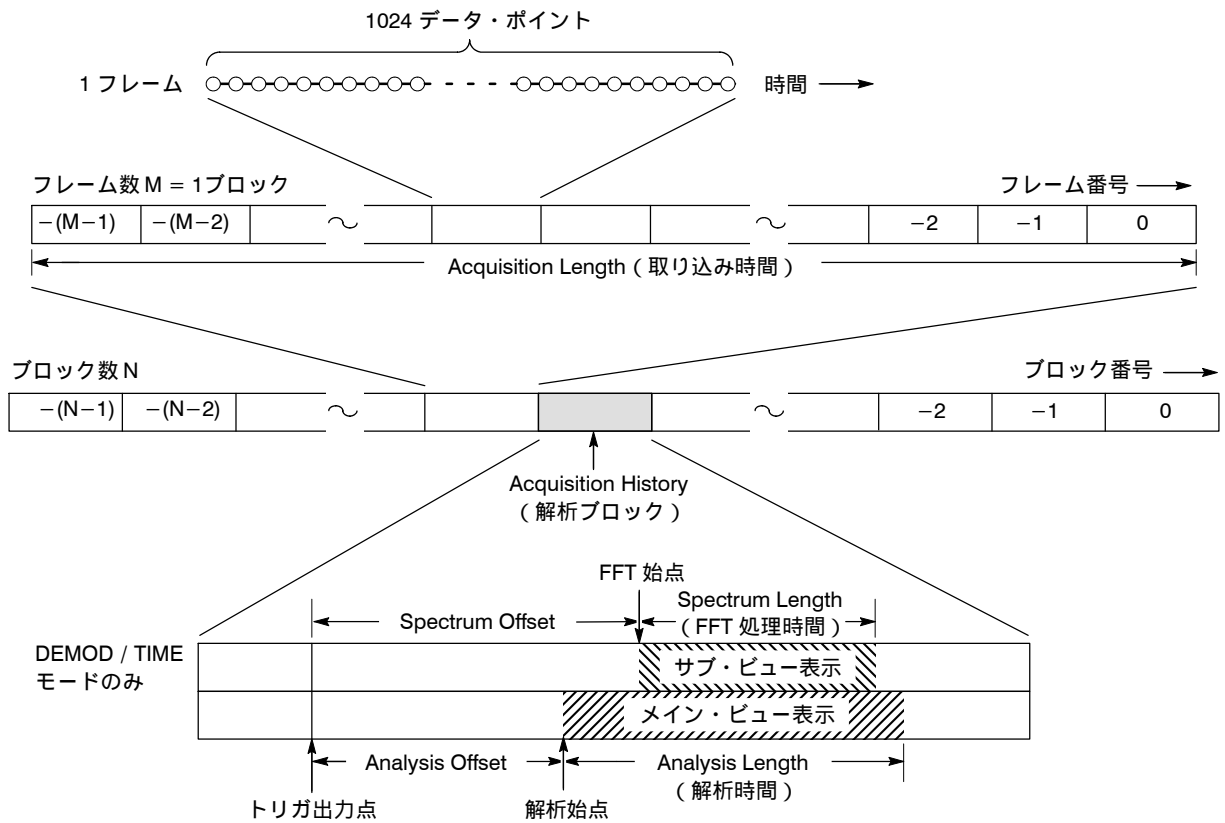 1024 データ・ポイント
1 フレーム
時間
フレーム数 M = 1ブロック
フレーム番号
−(M−1) −(M−2) −2 −1 0
Acquisition Length(取り込み時間)
ブロック数 N
ブロック番号
−(N−1) −(N−2) −2 −1 0
Acquisition History
(解析ブロック)
FFT 始点
Spectrum Offset
Spectrum Length
(FFT 処理時間)
DEMOD / TIME
モードのみ
サブ・ビュー表示
メイン・ビュー表示
Analysis Offset
Analysis Length
(解析時間)
トリガ出力点
解析始点